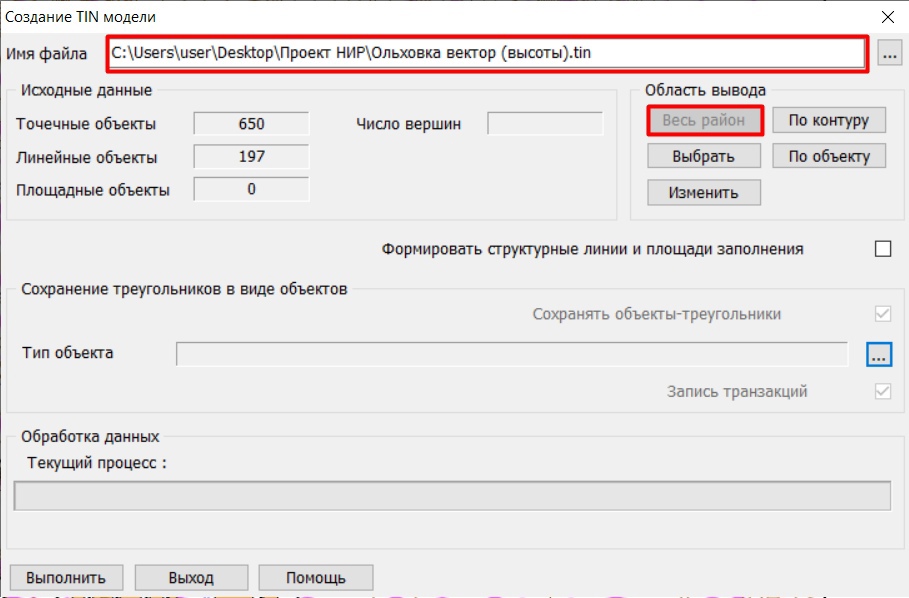 Создание TIN модели
Имя файла C:\Users\user\Desktop\Проект НИР\Ольховка вектор (высоты).tin ...
Исходные данные
Точечные объекты 650 Число вершин
Линейные объекты 197
Площадные объекты 0
Область вывода
Весь район По контуру
Выбрать По объекту
Изменить
Формировать структурные линии и площади заполнения
Сохранение треугольников в виде объектов
Сохранять объекты-треугольники
Тип объекта ...
Запись транзакций
Обработка данных
Текущий процесс :
Выполнить Выход Помощь